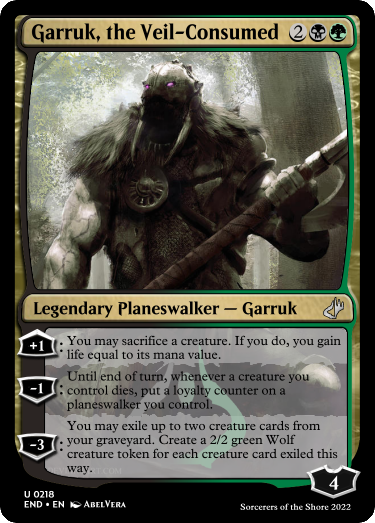 Garruk, the Veil-Consumed 2
Legendary Planeswalker — Garruk
+1: You may sacrifice a creature. If you do, you gain
life equal to its mana value.
-1: Until end of turn, whenever a creature you
control dies, put a loyalty counter on a
planeswalker you control.
-3: You may exile up to two creature cards from
your graveyard. Create a 2/2 green Wolf
creature token for each creature card exiled this
way.
4
U 0218
END • EN AbelVera
Sorcerers of the Shore 2022